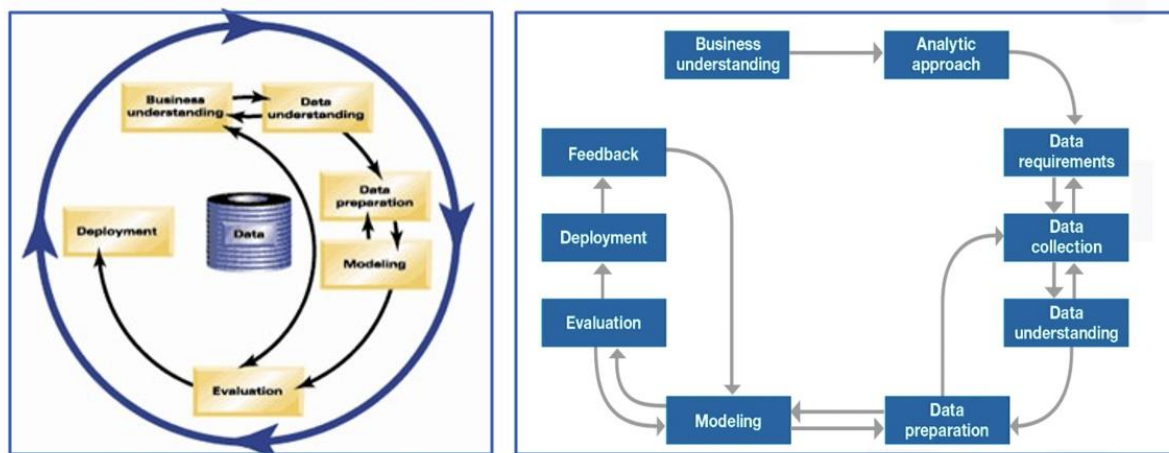 Business
understanding
Data
understanding
Data
preparation
Deployment
Data
Modeling
Evaluation
Business
understanding
Analytic
approach
Data
requirements
Feedback
Data
collection
Deployment
Data
understanding
Evaluation
Modeling
Data
preparation